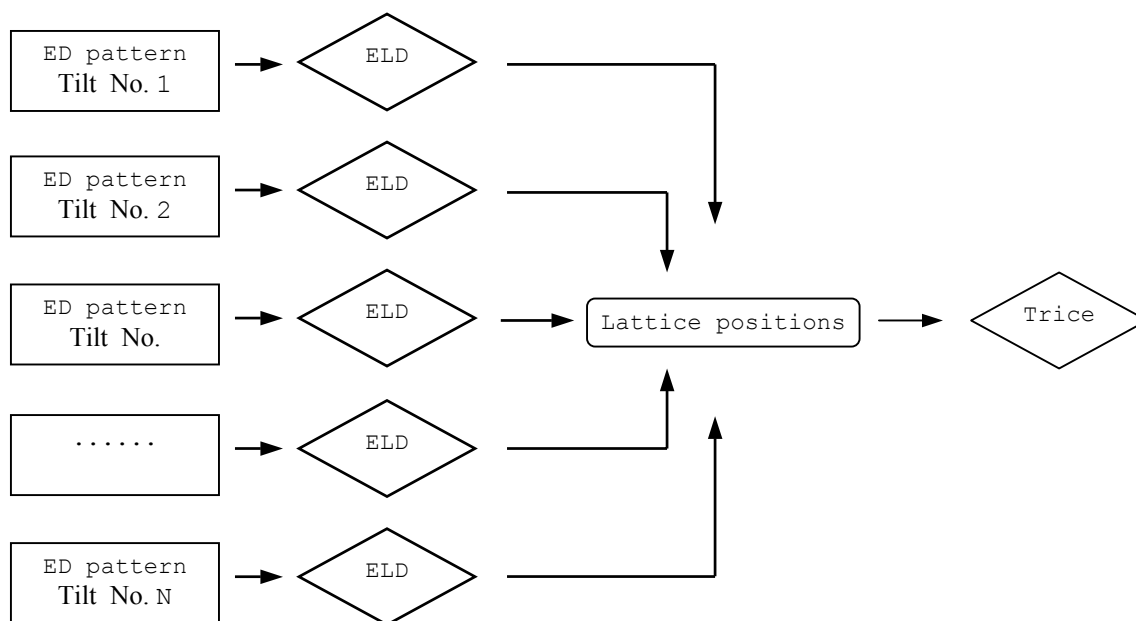 ED pattern
Tilt No. 1
ELD
ED pattern
Tilt No. 2
ELD
ED pattern
Tilt No.
ELD
Lattice positions
Trice
......
ELD
ED pattern
Tilt No. N
ELD